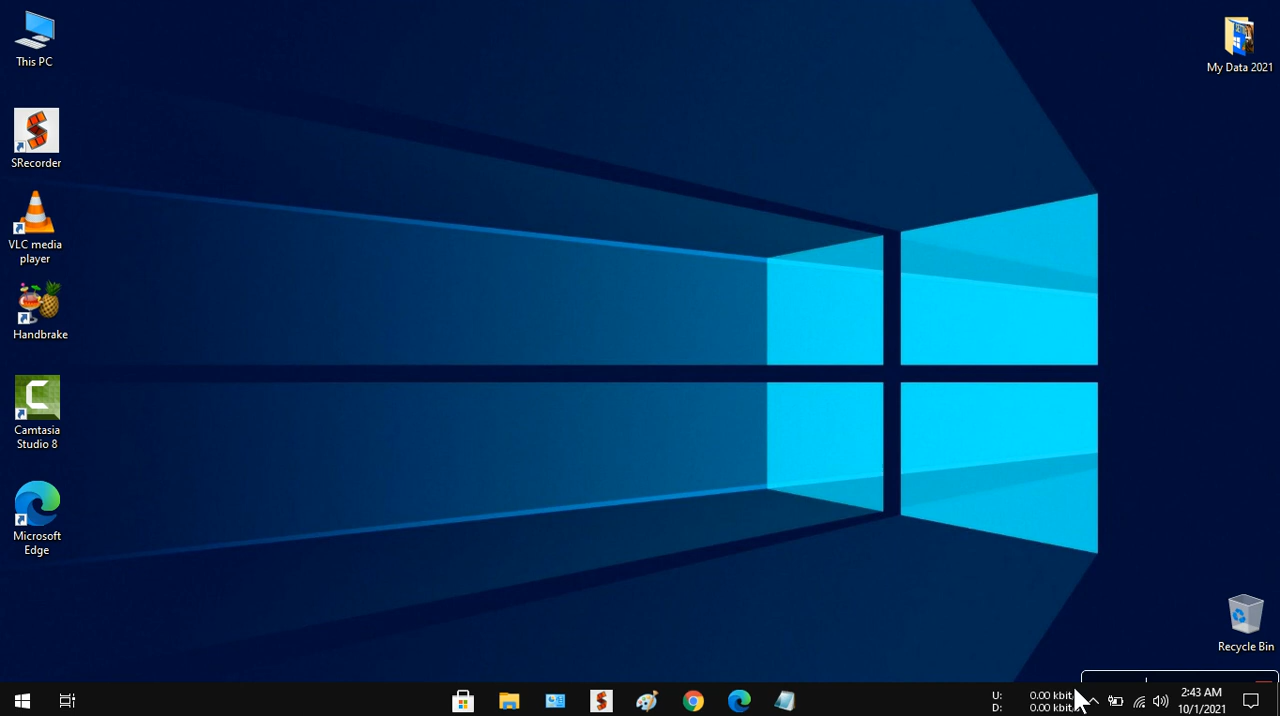 This PC
My Data 2021
SRecorder
VLC media
player
Handbrake
Camtasia
Studio 8
Microsoft
Edge
Recycle Bin
U: 0.00 kbit/
D: 0.00 kbit/
2:43 AM
10/1/2021